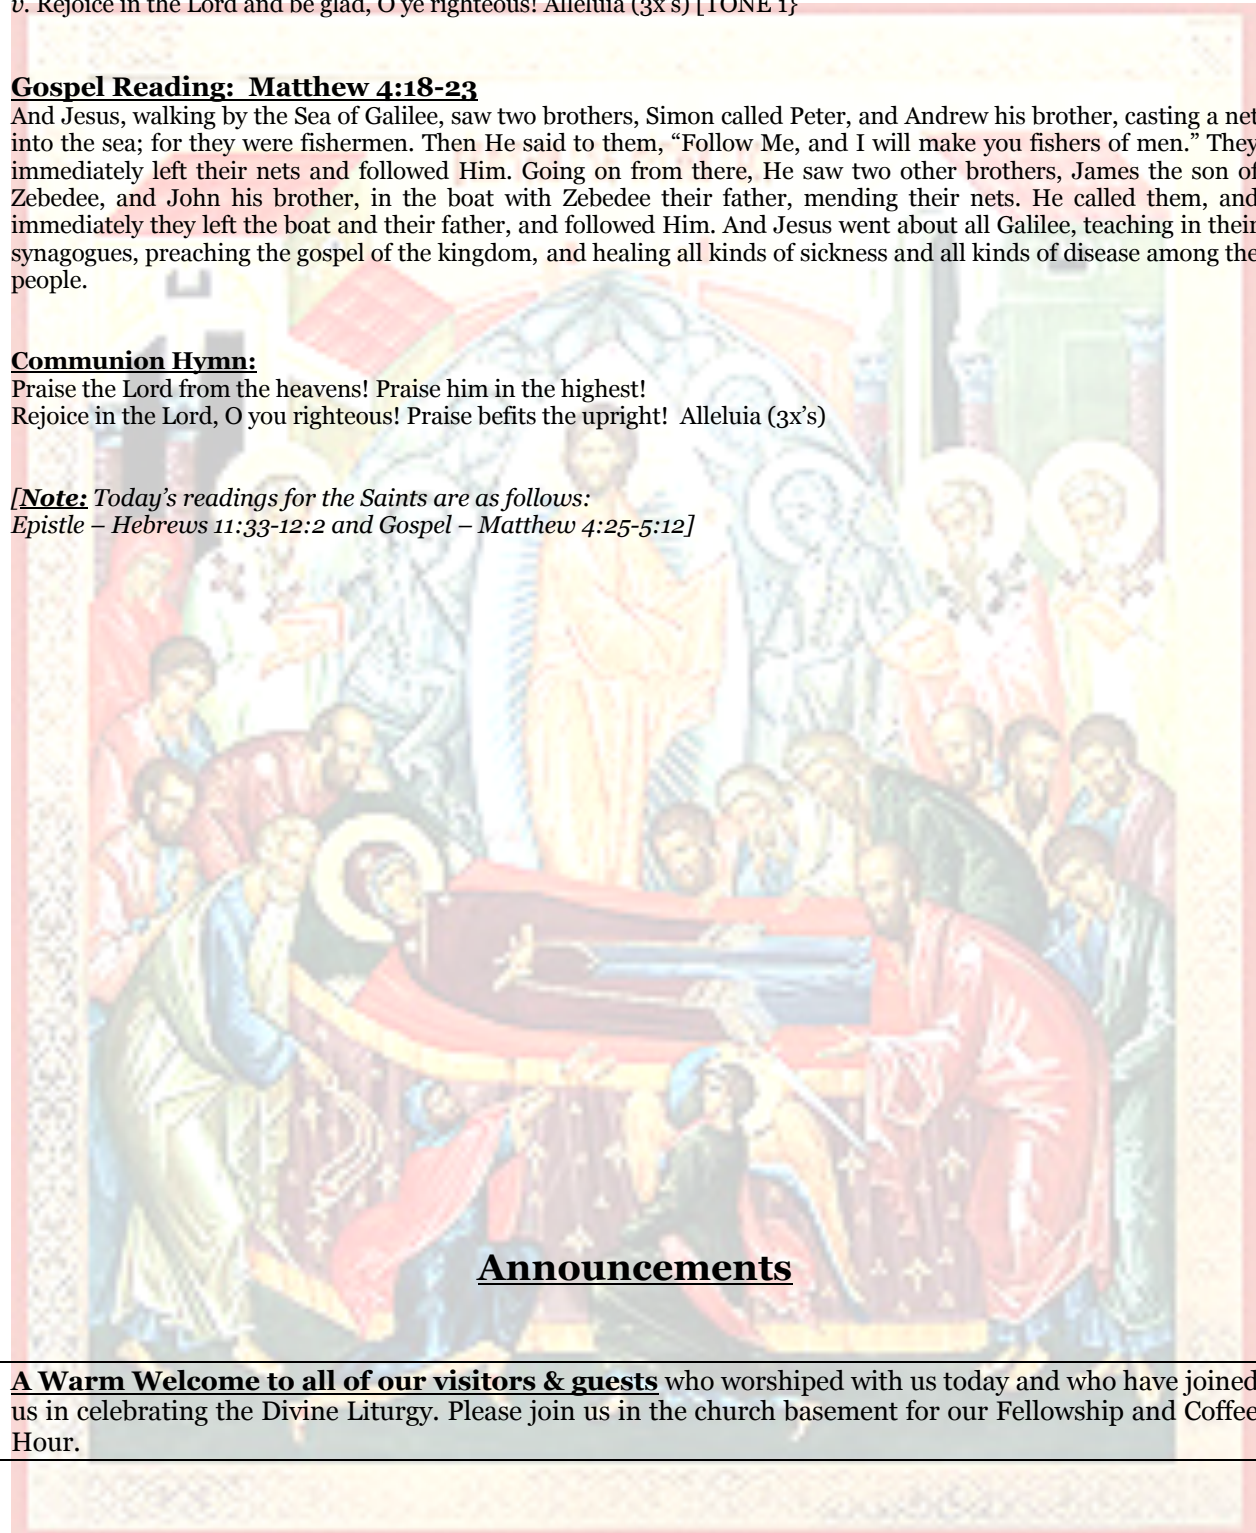 v. Rejoice in the Lord and be glad, O ye righteous! Alleluia (3x's) [TONE 1}
Gospel Reading:  Matthew 4:18-23
And Jesus, walking by the Sea of Galilee, saw two brothers, Simon called Peter, and Andrew his brother, casting a net
into the sea; for they were fishermen. Then He said to them, “Follow Me, and I will make you fishers of men.” They
immediately left their nets and followed Him. Going on from there, He saw two other brothers, James the son of
Zebedee, and John his brother, in the boat with Zebedee their father, mending their nets. He called them, and
immediately they left the boat and their father, and followed Him. And Jesus went about all Galilee, teaching in their
synagogues, preaching the gospel of the kingdom, and healing all kinds of sickness and all kinds of disease among the
people.
Communion Hymn:
Praise the Lord from the heavens! Praise him in the highest!
Rejoice in the Lord, O you righteous! Praise befits the upright!  Alleluia (3x’s)
[Note: Today’s readings for the Saints are as follows:
Epistle – Hebrews 11:33-12:2 and Gospel – Matthew 4:25-5:12]
Announcements
A Warm Welcome to all of our visitors & guests who worshiped with us today and who have joined
us in celebrating the Divine Liturgy. Please join us in the church basement for our Fellowship and Coffee
Hour.